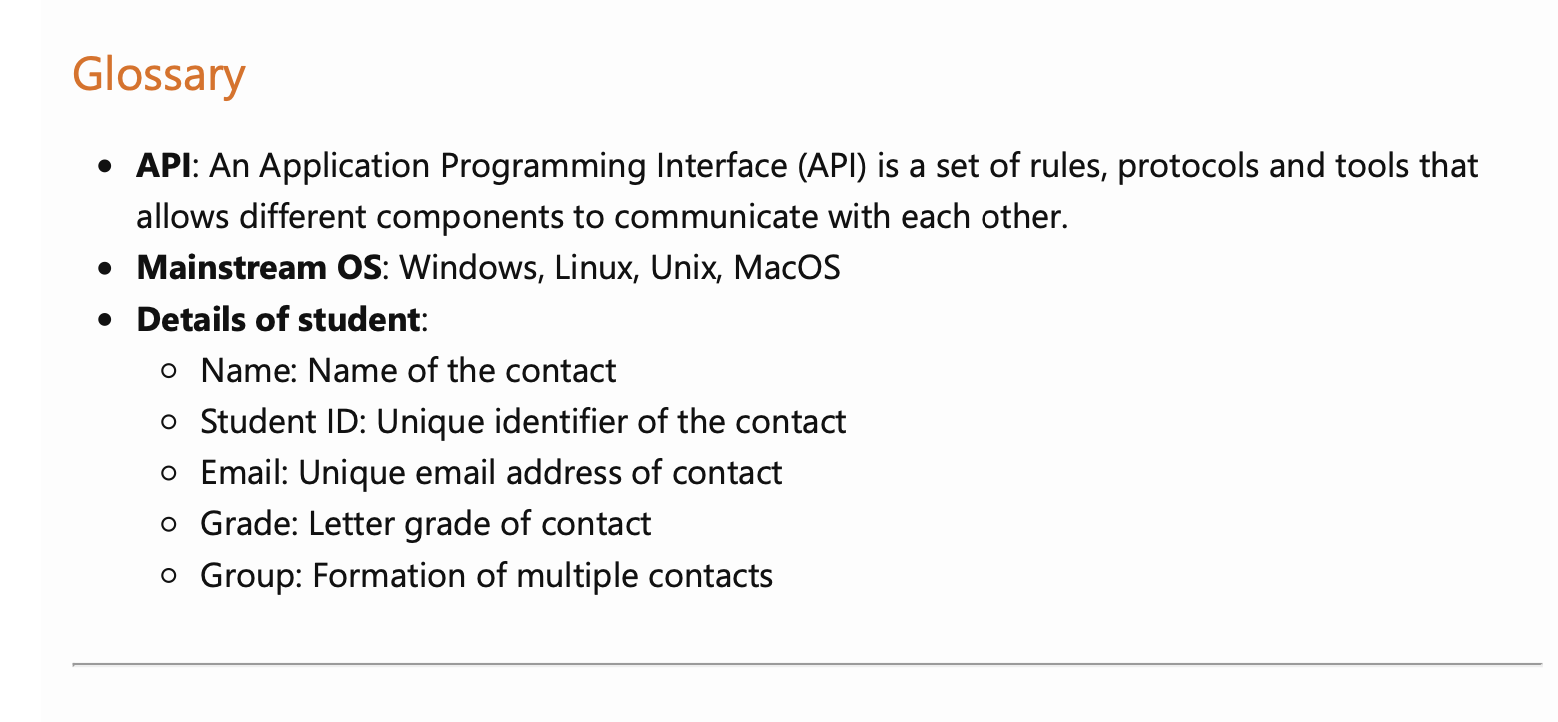 Glossary
• API: An Application Programming Interface (API) is a set of rules, protocols and tools that
allows different components to communicate with each other.
• Mainstream OS: Windows, Linux, Unix, MacOS
• Details of student:
○ Name: Name of the contact
○ Student ID: Unique identifier of the contact
○ Email: Unique email address of contact
○ Grade: Letter grade of contact
○ Group: Formation of multiple contacts